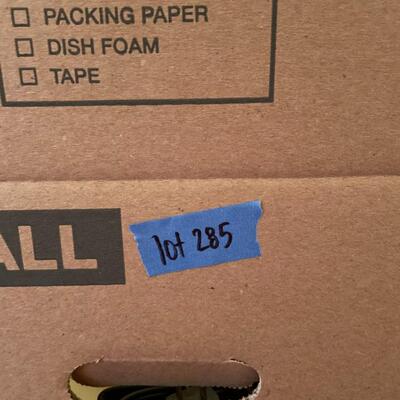 PACKING PAPER
DISH FOAM
TAPE
ALL
lot 285